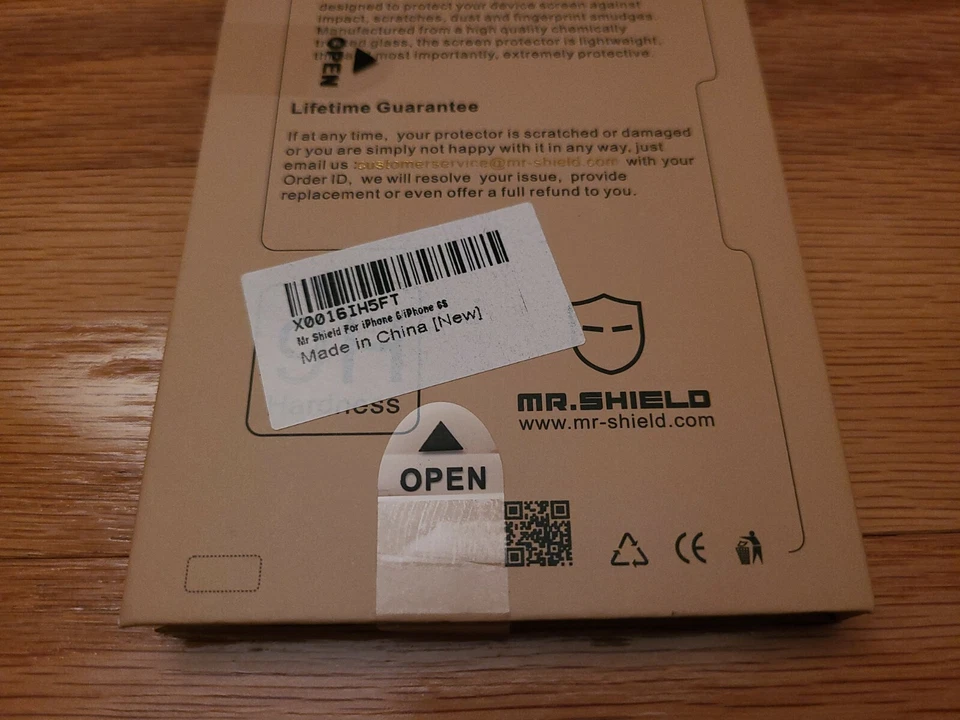 designed to protect your device screen against
impact, scratches, dust and fingerprint smudges.
Manufactured from a high quality chemically
glass, the screen protector is lightweight,
most importantly, extremely protective.
OPEN
Lifetime Guarantee
If at any time, your protector is scratched or damaged
or you are simply not happy with it in any way, just
email us :customerservice@mr-shield.com with your
Order ID, we will resolve your issue, provide
replacement or even offer a full refund to you.
X0016IH5FT
Mr Shield For iPhone 6/iPhone 6S
Made in China [New]
9H
Hardness
MR.SHIELD
www.mr-shield.com
OPEN
CE